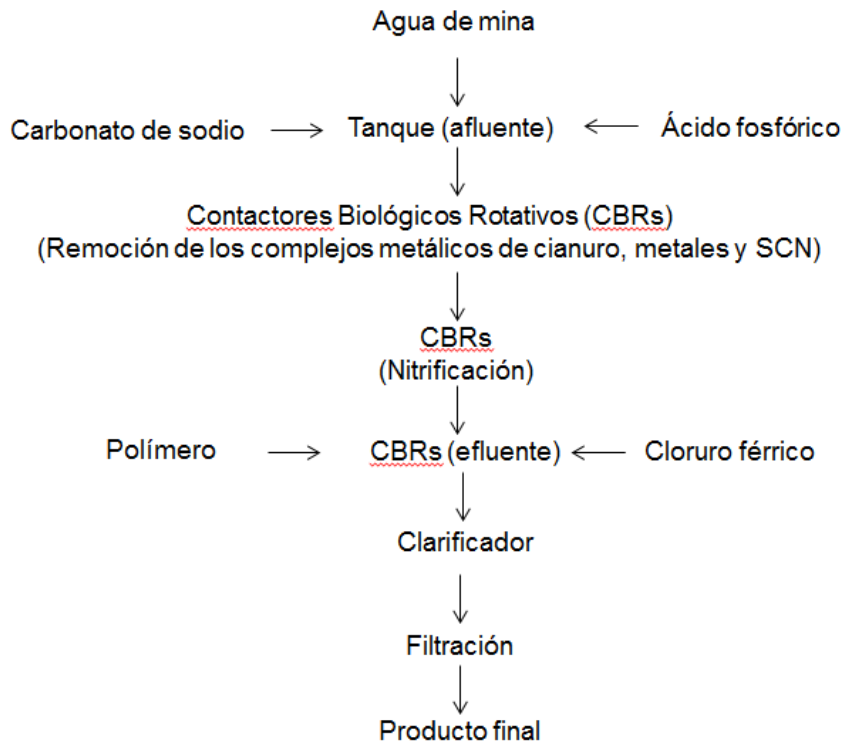 Agua de mina
Carbonato de sodio
Tanque (afluente)
Ácido fosfórico
Contactores Biológicos Rotativos (CBRs)
(Remoción de los complejos metálicos de cianuro, metales y SCN)
CBRs
(Nitrificación)
Polímero
CBRs (efluente)
Cloruro férrico
Clarificador
Filtración
Producto final